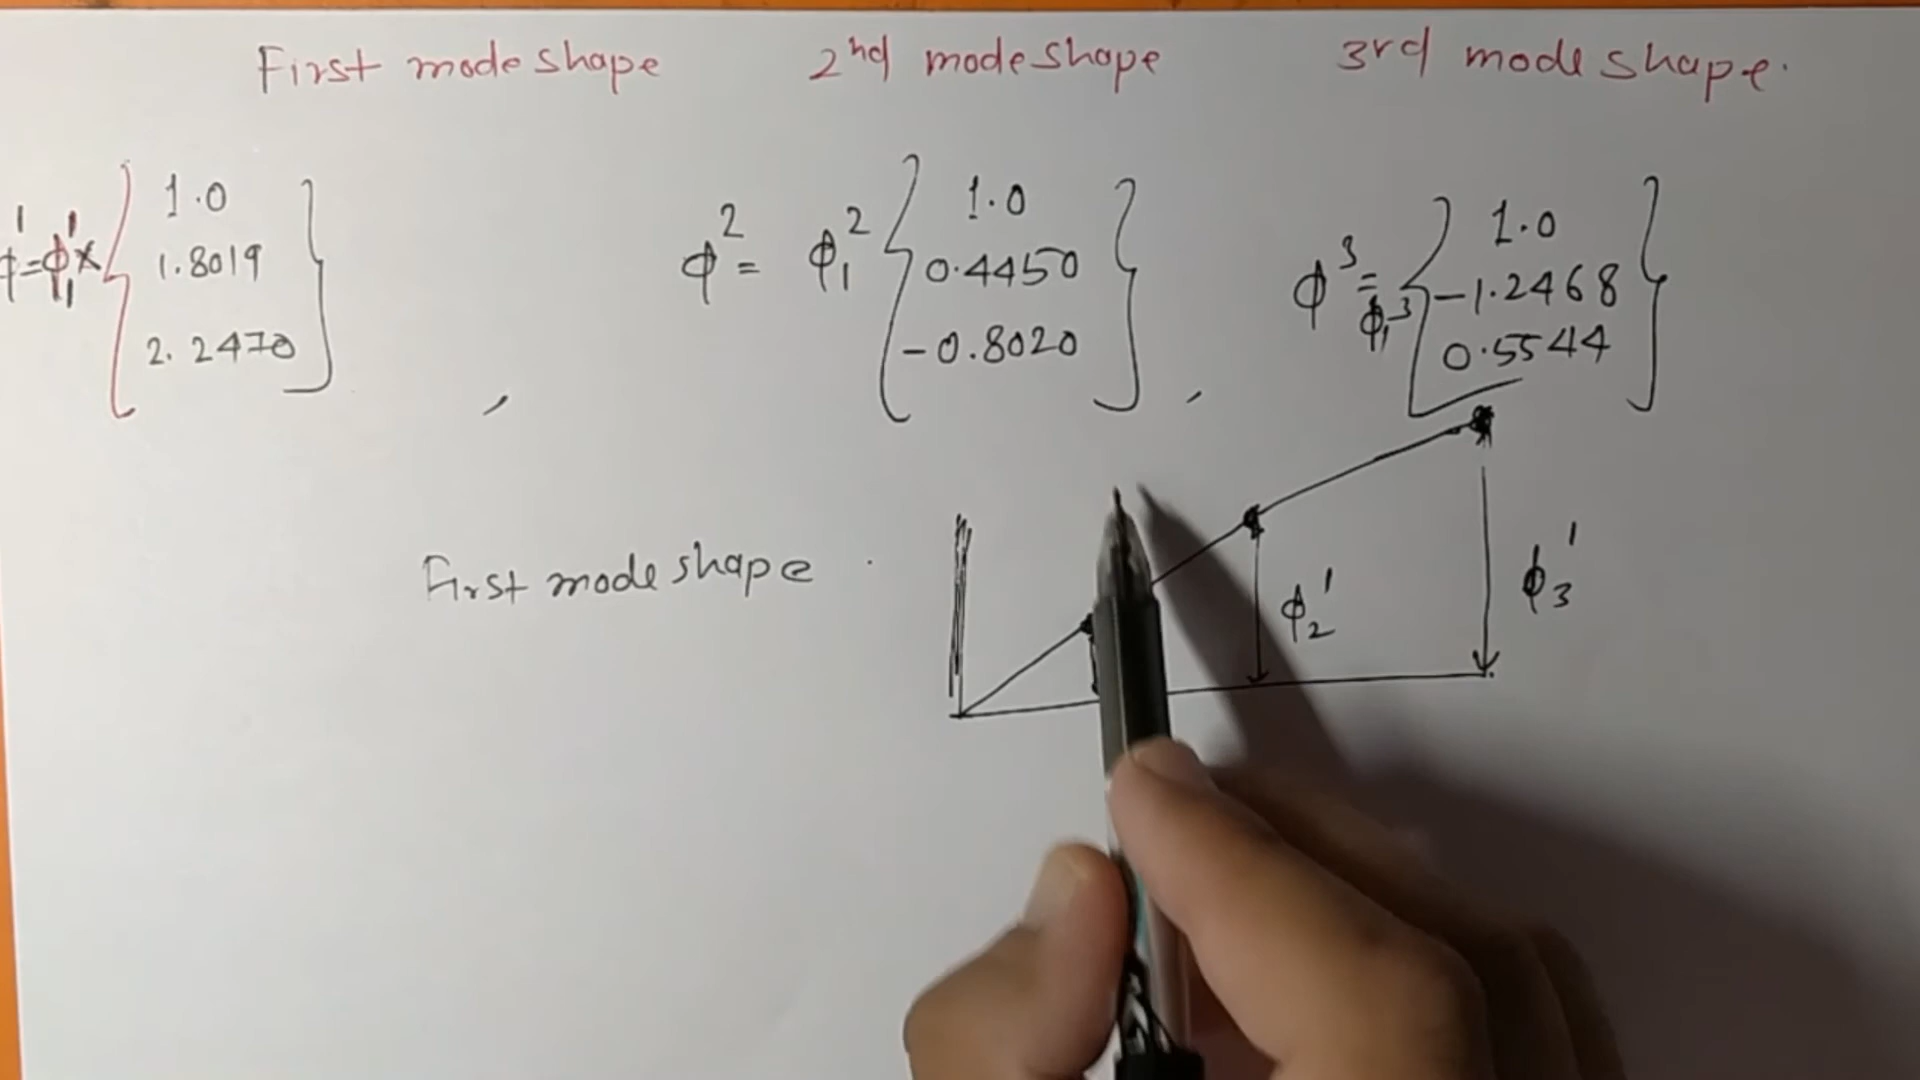 First mode shape
2nd mode shape
3rd mode shape.
ϕ¹=ϕ₁¹× { 1.0
1.8019
2.2470 } ,
ϕ²= ϕ₁² { 1.0
0.4450
-0.8020 } ,
ϕ³= ϕ₁³ { 1.0
-1.2468
0.5544 }
First mode shape .
ϕ₂¹
ϕ₃¹